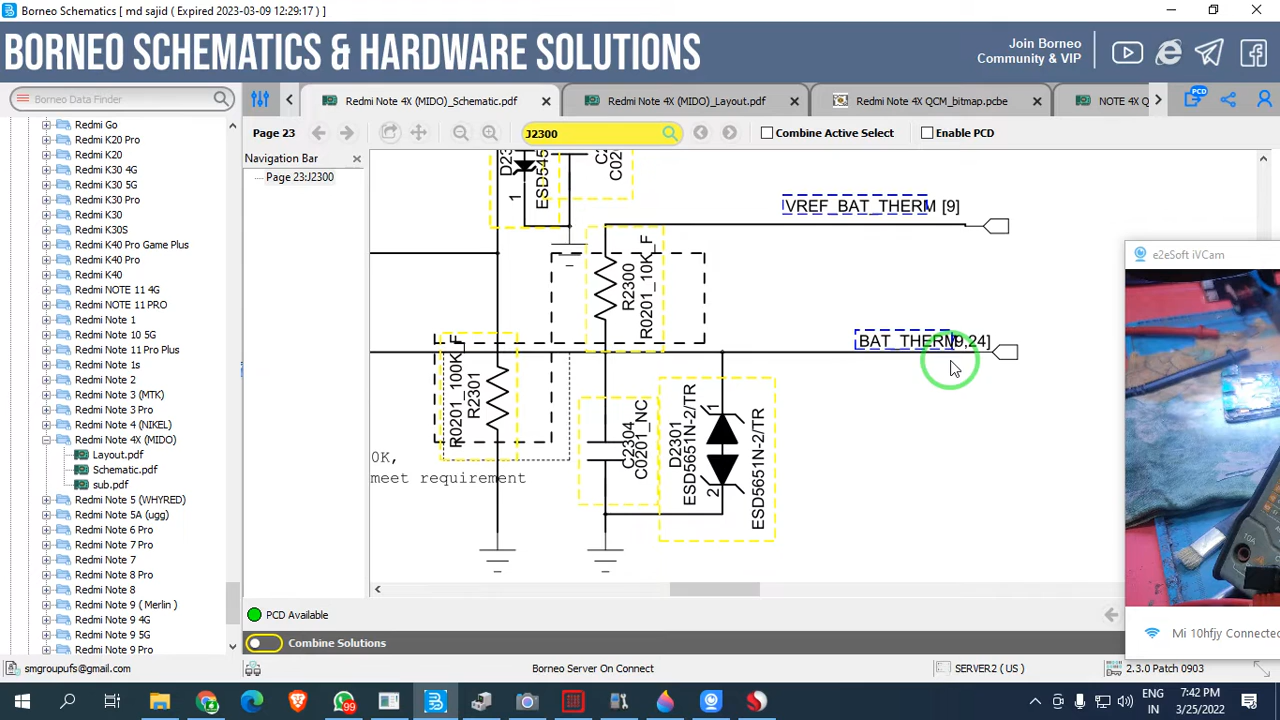 Borneo Schematics [ md sajid ( Expired 2023-03-09 12:29:17 ) ]
BORNEO SCHEMATICS & HARDWARE SOLUTIONS
Join Borneo
Community & VIP
Borneo Data Finder
Redmi Note 4X (MIDO)_Schematic.pdf
Redmi Note 4X (MIDO)_Layout.pdf
Redmi Note 4X QCM_bitmap.pcbe
NOTE 4X Q
PCD
Page 23
J2300
Combine Active Select
Enable PCD
Navigation Bar
Page 23:J2300
Redmi Go
Redmi K20 Pro
Redmi K20
Redmi K30 4G
Redmi K30 5G
Redmi K30 Pro
Redmi K30
Redmi K30S
Redmi K40 Pro Game Plus
Redmi K40 Pro
Redmi K40
Redmi NOTE 11 4G
Redmi NOTE 11 PRO
Redmi Note 1
Redmi Note 10 5G
Redmi Note 11 Pro Plus
Redmi Note 1s
Redmi Note 2
Redmi Note 3 (MTK)
Redmi Note 3 Pro
Redmi Note 4 (NIKEL)
Redmi Note 4X (MIDO)
Layout.pdf
Schematic.pdf
sub.pdf
Redmi Note 5 (WHYRED)
Redmi Note 5A (ugg)
Redmi Note 6 Pro
Redmi Note 7 Pro
Redmi Note 7
Redmi Note 8 Pro
Redmi Note 8
Redmi Note 9 ( Merlin )
Redmi Note 9 4G
Redmi Note 9 5G
Redmi Note 9 Pro
1
VREF_BAT_THERM [9]
R2300
R0201_10K_F
BAT_THERM[9,24]
R0201_100K_F
R2301
C2304
C0201_NC
D2301
ESD5651N-2/TR
1
2
ESD5651N-2/TR
0K,
meet requirement
e2eSoft iVCam
Mi 10hfjy Connected
PCD Available
Combine Solutions
smgroupufs@gmail.com
Borneo Server On Connect
SERVER2 ( US )
2.3.0 Patch 0903
99
ENG
IN
7:42 PM
3/25/2022